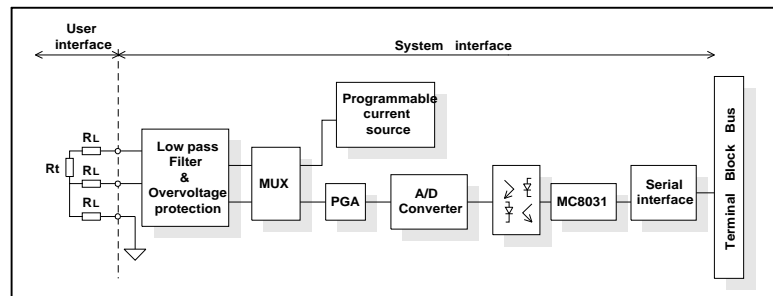 User
interface
System interface
Programmable
current
source
Low pass
Filter
&
Overvoltage
protection
MUX
PGA
A/D
Converter
MC8031
Serial
interface
Terminal Block Bus
RL
Rt
RL
RL